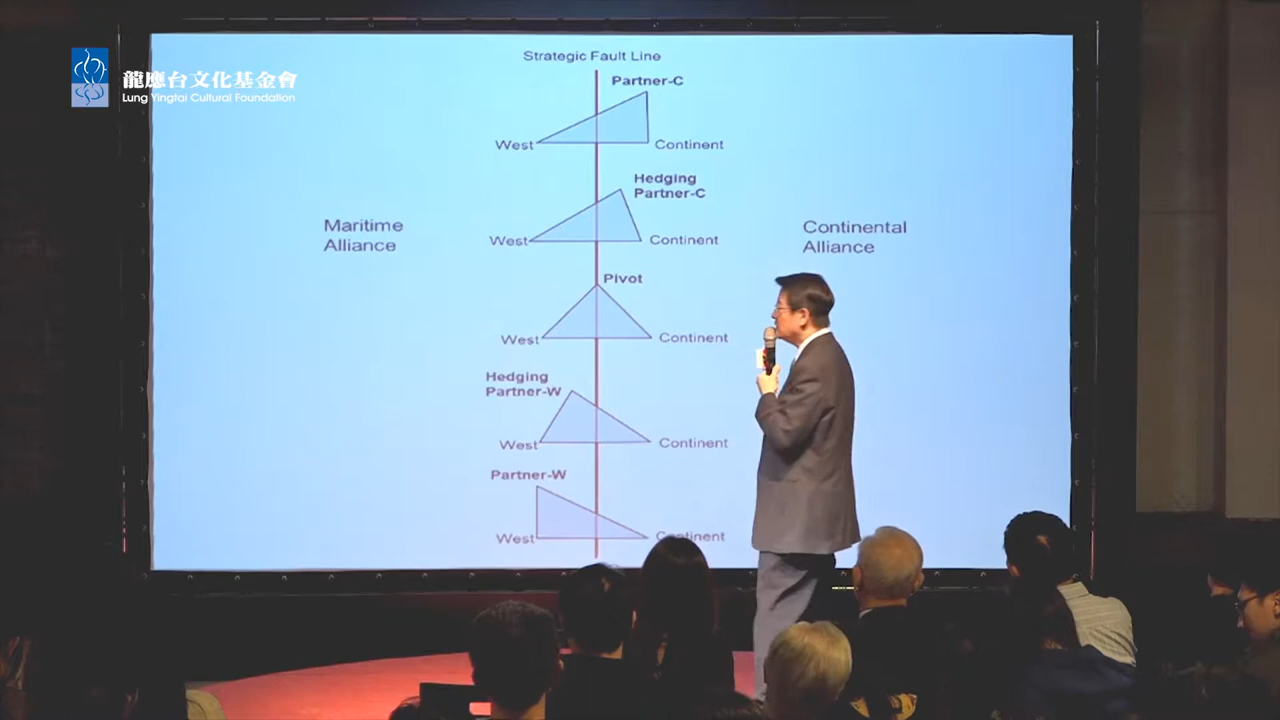 龍應台文化基金會
Lung Yingtai Cultural Foundation
Strategic Fault Line
Partner-C
West
Continent
Hedging
Partner-C
West
Continent
Maritime
Alliance
Continental
Alliance
Pivot
West
Continent
Hedging
Partner-W
West
Continent
Partner-W
West
Continent